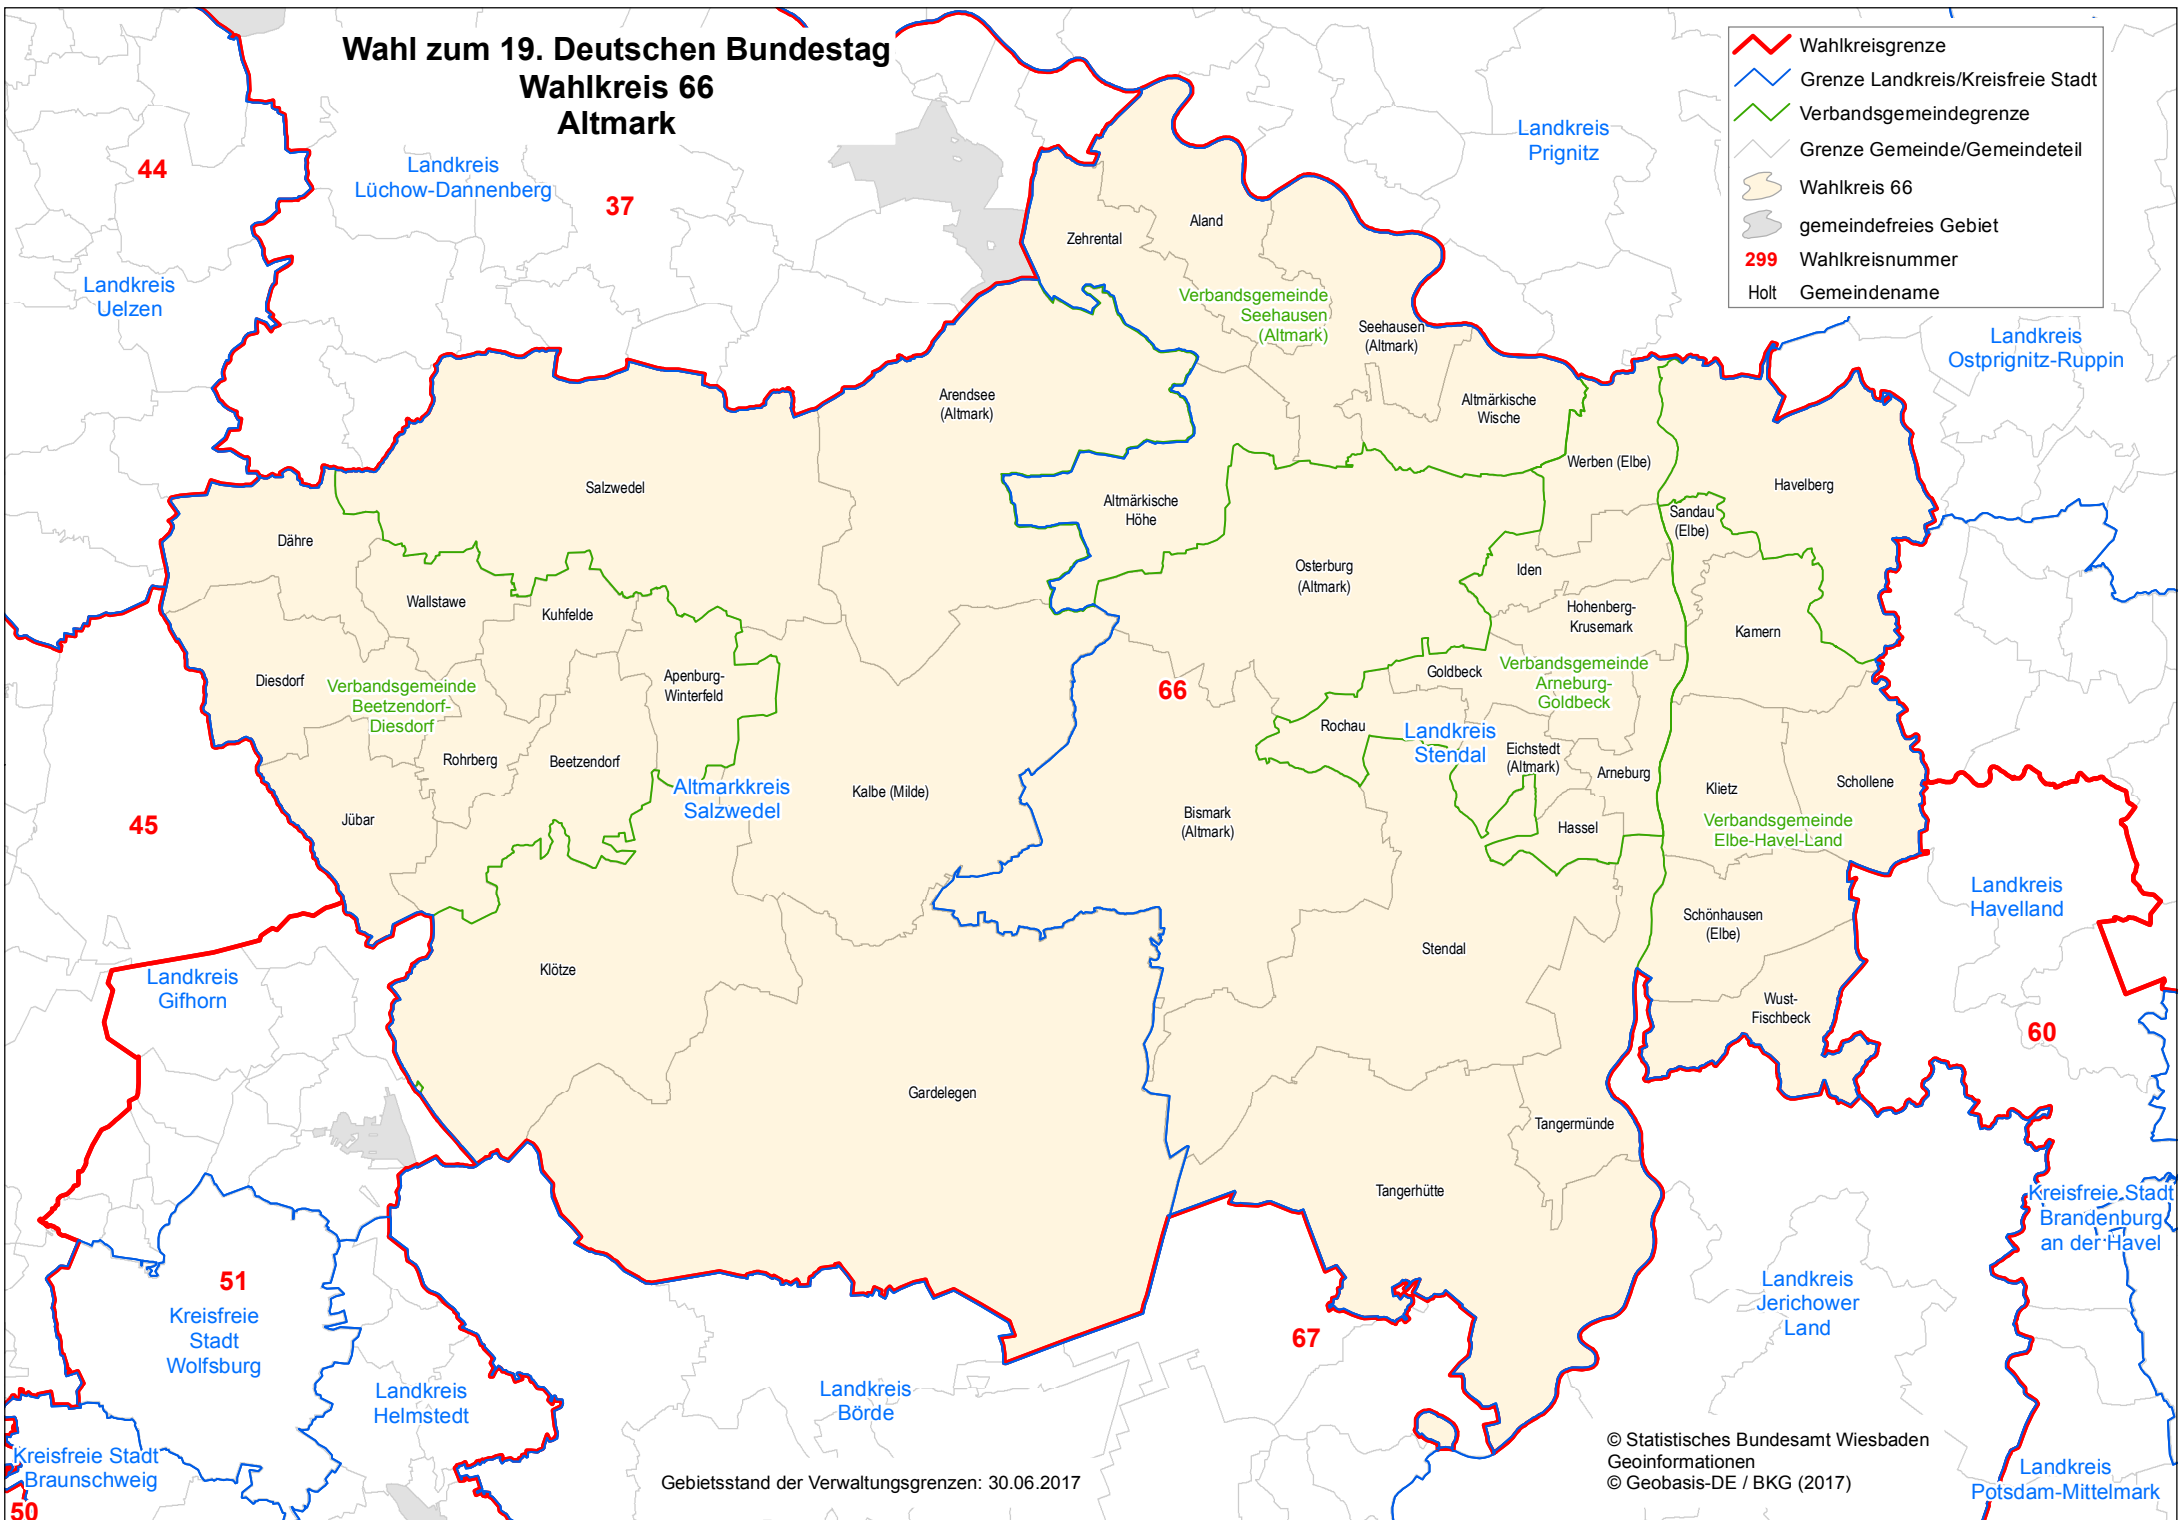 Wahl zum 19. Deutschen Bundestag
Wahlkreis 66
Altmark
Wahlkreisgrenze
Grenze Landkreis/Kreisfreie Stadt
Verbandsgemeindegrenze
Grenze Gemeinde/Gemeindeteil
Wahlkreis 66
gemeindefreies Gebiet
299 Wahlkreisnummer
Holt Gemeindename
44
Landkreis
Lüchow-Dannenberg
37
Landkreis
Prignitz
Landkreis
Uelzen
Landkreis
Ostprignitz-Ruppin
Zehrental
Aland
Verbandsgemeinde
Seehausen
(Altmark)
Seehausen
(Altmark)
Arendsee
(Altmark)
Altmärkische
Wische
Werben (Elbe)
Havelberg
Salzwedel
Altmärkische
Höhe
Sandau
(Elbe)
Dähre
Osterburg
(Altmark)
Iden
Wallstawe
Kuhfelde
Hohenberg-
Krusemark
Kamern
Diesdorf
Verbandsgemeinde
Beetzendorf-
Diesdorf
Apenburg-
Winterfeld
66
Goldbeck
Verbandsgemeinde
Arneburg-
Goldbeck
Rochau
Landkreis
Stendal
Rohrberg
Beetzendorf
Eichstedt
(Altmark)
Arneburg
Altmarkkreis
Salzwedel
Kalbe (Milde)
Klietz
Schollene
45
Jübar
Bismark
(Altmark)
Hassel
Verbandsgemeinde
Elbe-Havel-Land
Landkreis
Havelland
Schönhausen
(Elbe)
Stendal
Klötze
Landkreis
Gifhorn
Wust-
Fischbeck
60
Gardelegen
Tangermünde
Tangerhütte
Kreisfreie Stadt
Brandenburg
an der Havel
51
Kreisfreie
Stadt
Wolfsburg
67
Landkreis
Jerichower
Land
Landkreis
Helmstedt
Landkreis
Börde
Kreisfreie Stadt
Braunschweig
50
Gebietsstand der Verwaltungsgrenzen: 30.06.2017
© Statistisches Bundesamt Wiesbaden
Geoinformationen
© Geobasis-DE / BKG (2017)
Landkreis
Potsdam-Mittelmark